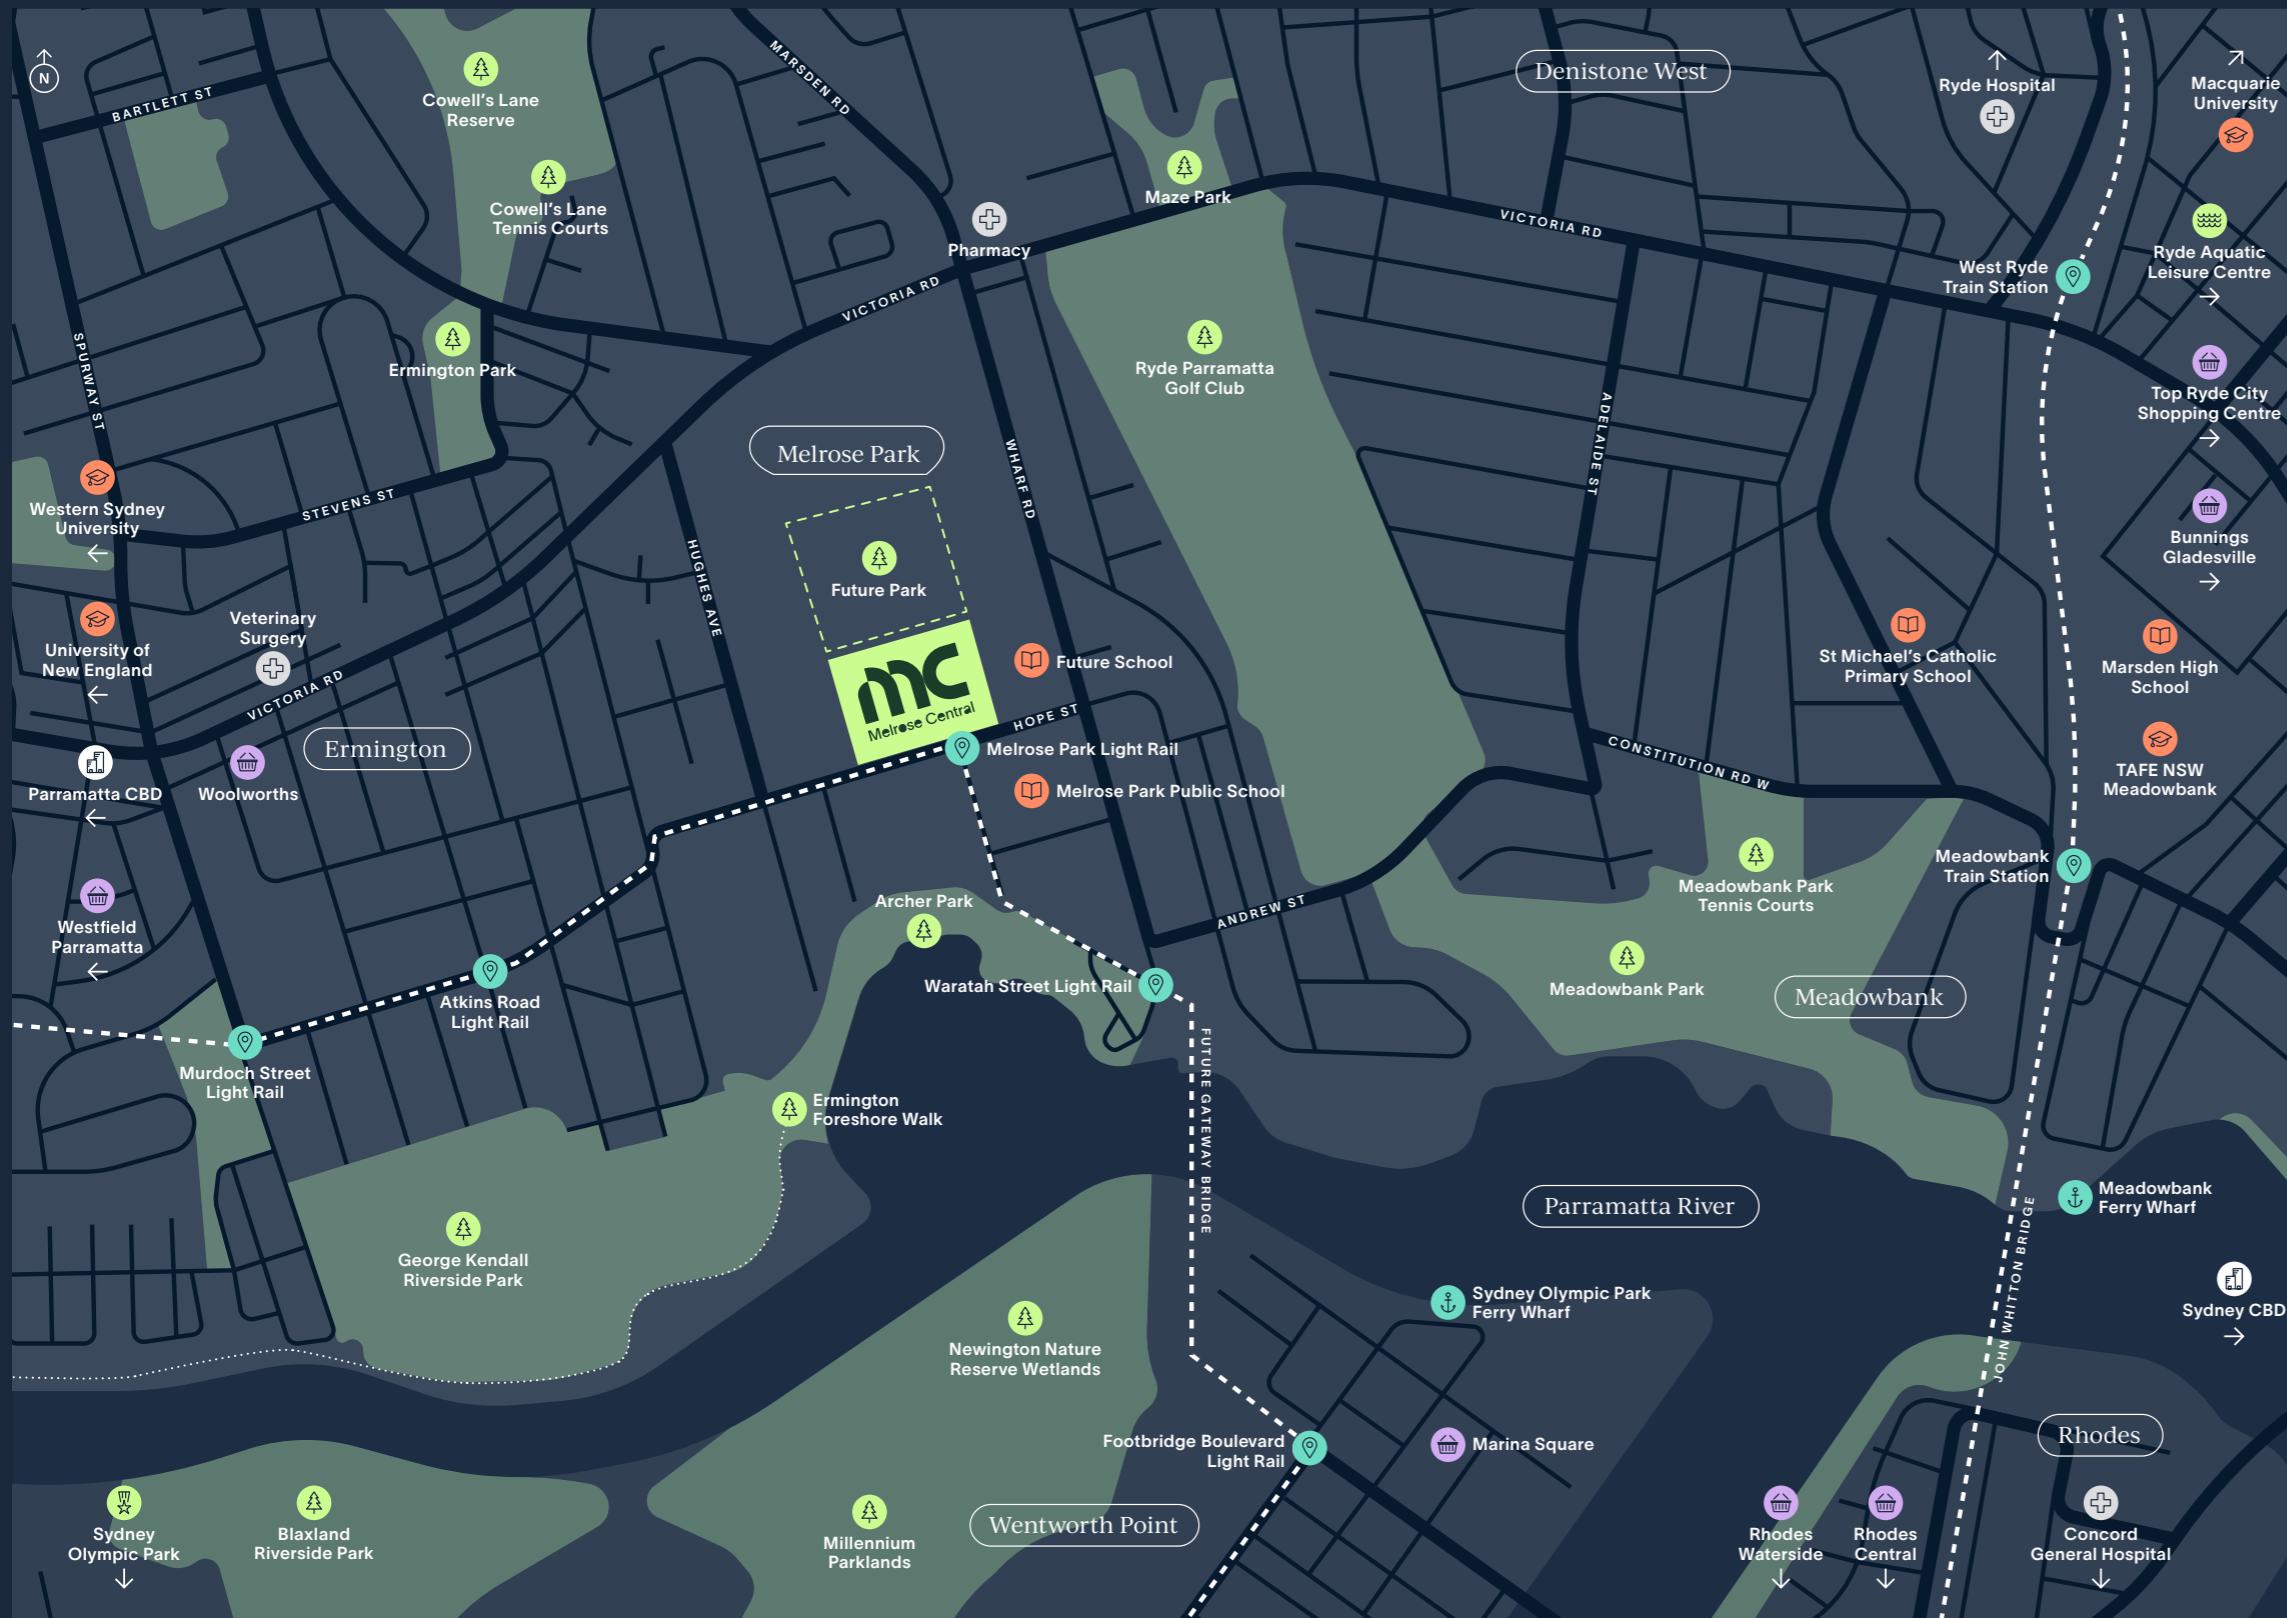 N
BARTLETT ST
Cowell's Lane
Reserve
Cowell's Lane
Tennis Courts
MARSDEN RD
Pharmacy
Maze Park
Denistone West
Ryde Hospital
Macquarie
University
VICTORIA RD
VICTORIA RD
West Ryde
Train Station
Ryde Aquatic
Leisure Centre
SPURWAY ST
Ermington Park
Ryde Parramatta
Golf Club
Top Ryde City
Shopping Centre
ADELAIDE ST
Melrose Park
WHARF RD
Western Sydney
University
STEVENS ST
Bunnings
Gladesville
HUGHES AVE
Future Park
University of
New England
Veterinary
Surgery
VICTORIA RD
mc
Melrose Central
Future School
St Michael's Catholic
Primary School
Marsden High
School
HOPE ST
Ermington
Melrose Park Light Rail
CONSTITUTION RD W
TAFE NSW
Meadowbank
Parramatta CBD
Woolworths
Melrose Park Public School
Meadowbank
Train Station
Meadowbank Park
Tennis Courts
Westfield
Parramatta
Archer Park
ANDREW ST
Atkins Road
Light Rail
Waratah Street Light Rail
Meadowbank Park
Meadowbank
Murdoch Street
Light Rail
Ermington
Foreshore Walk
FUTURE GATEWAY BRIDGE
Parramatta River
Meadowbank
Ferry Wharf
JOHN WHITTON BRIDGE
George Kendall
Riverside Park
Newington Nature
Reserve Wetlands
Sydney Olympic Park
Ferry Wharf
Sydney CBD
Footbridge Boulevard
Light Rail
Marina Square
Rhodes
Sydney
Olympic Park
Blaxland
Riverside Park
Millennium
Parklands
Wentworth Point
Rhodes
Waterside
Rhodes
Central
Concord
General Hospital